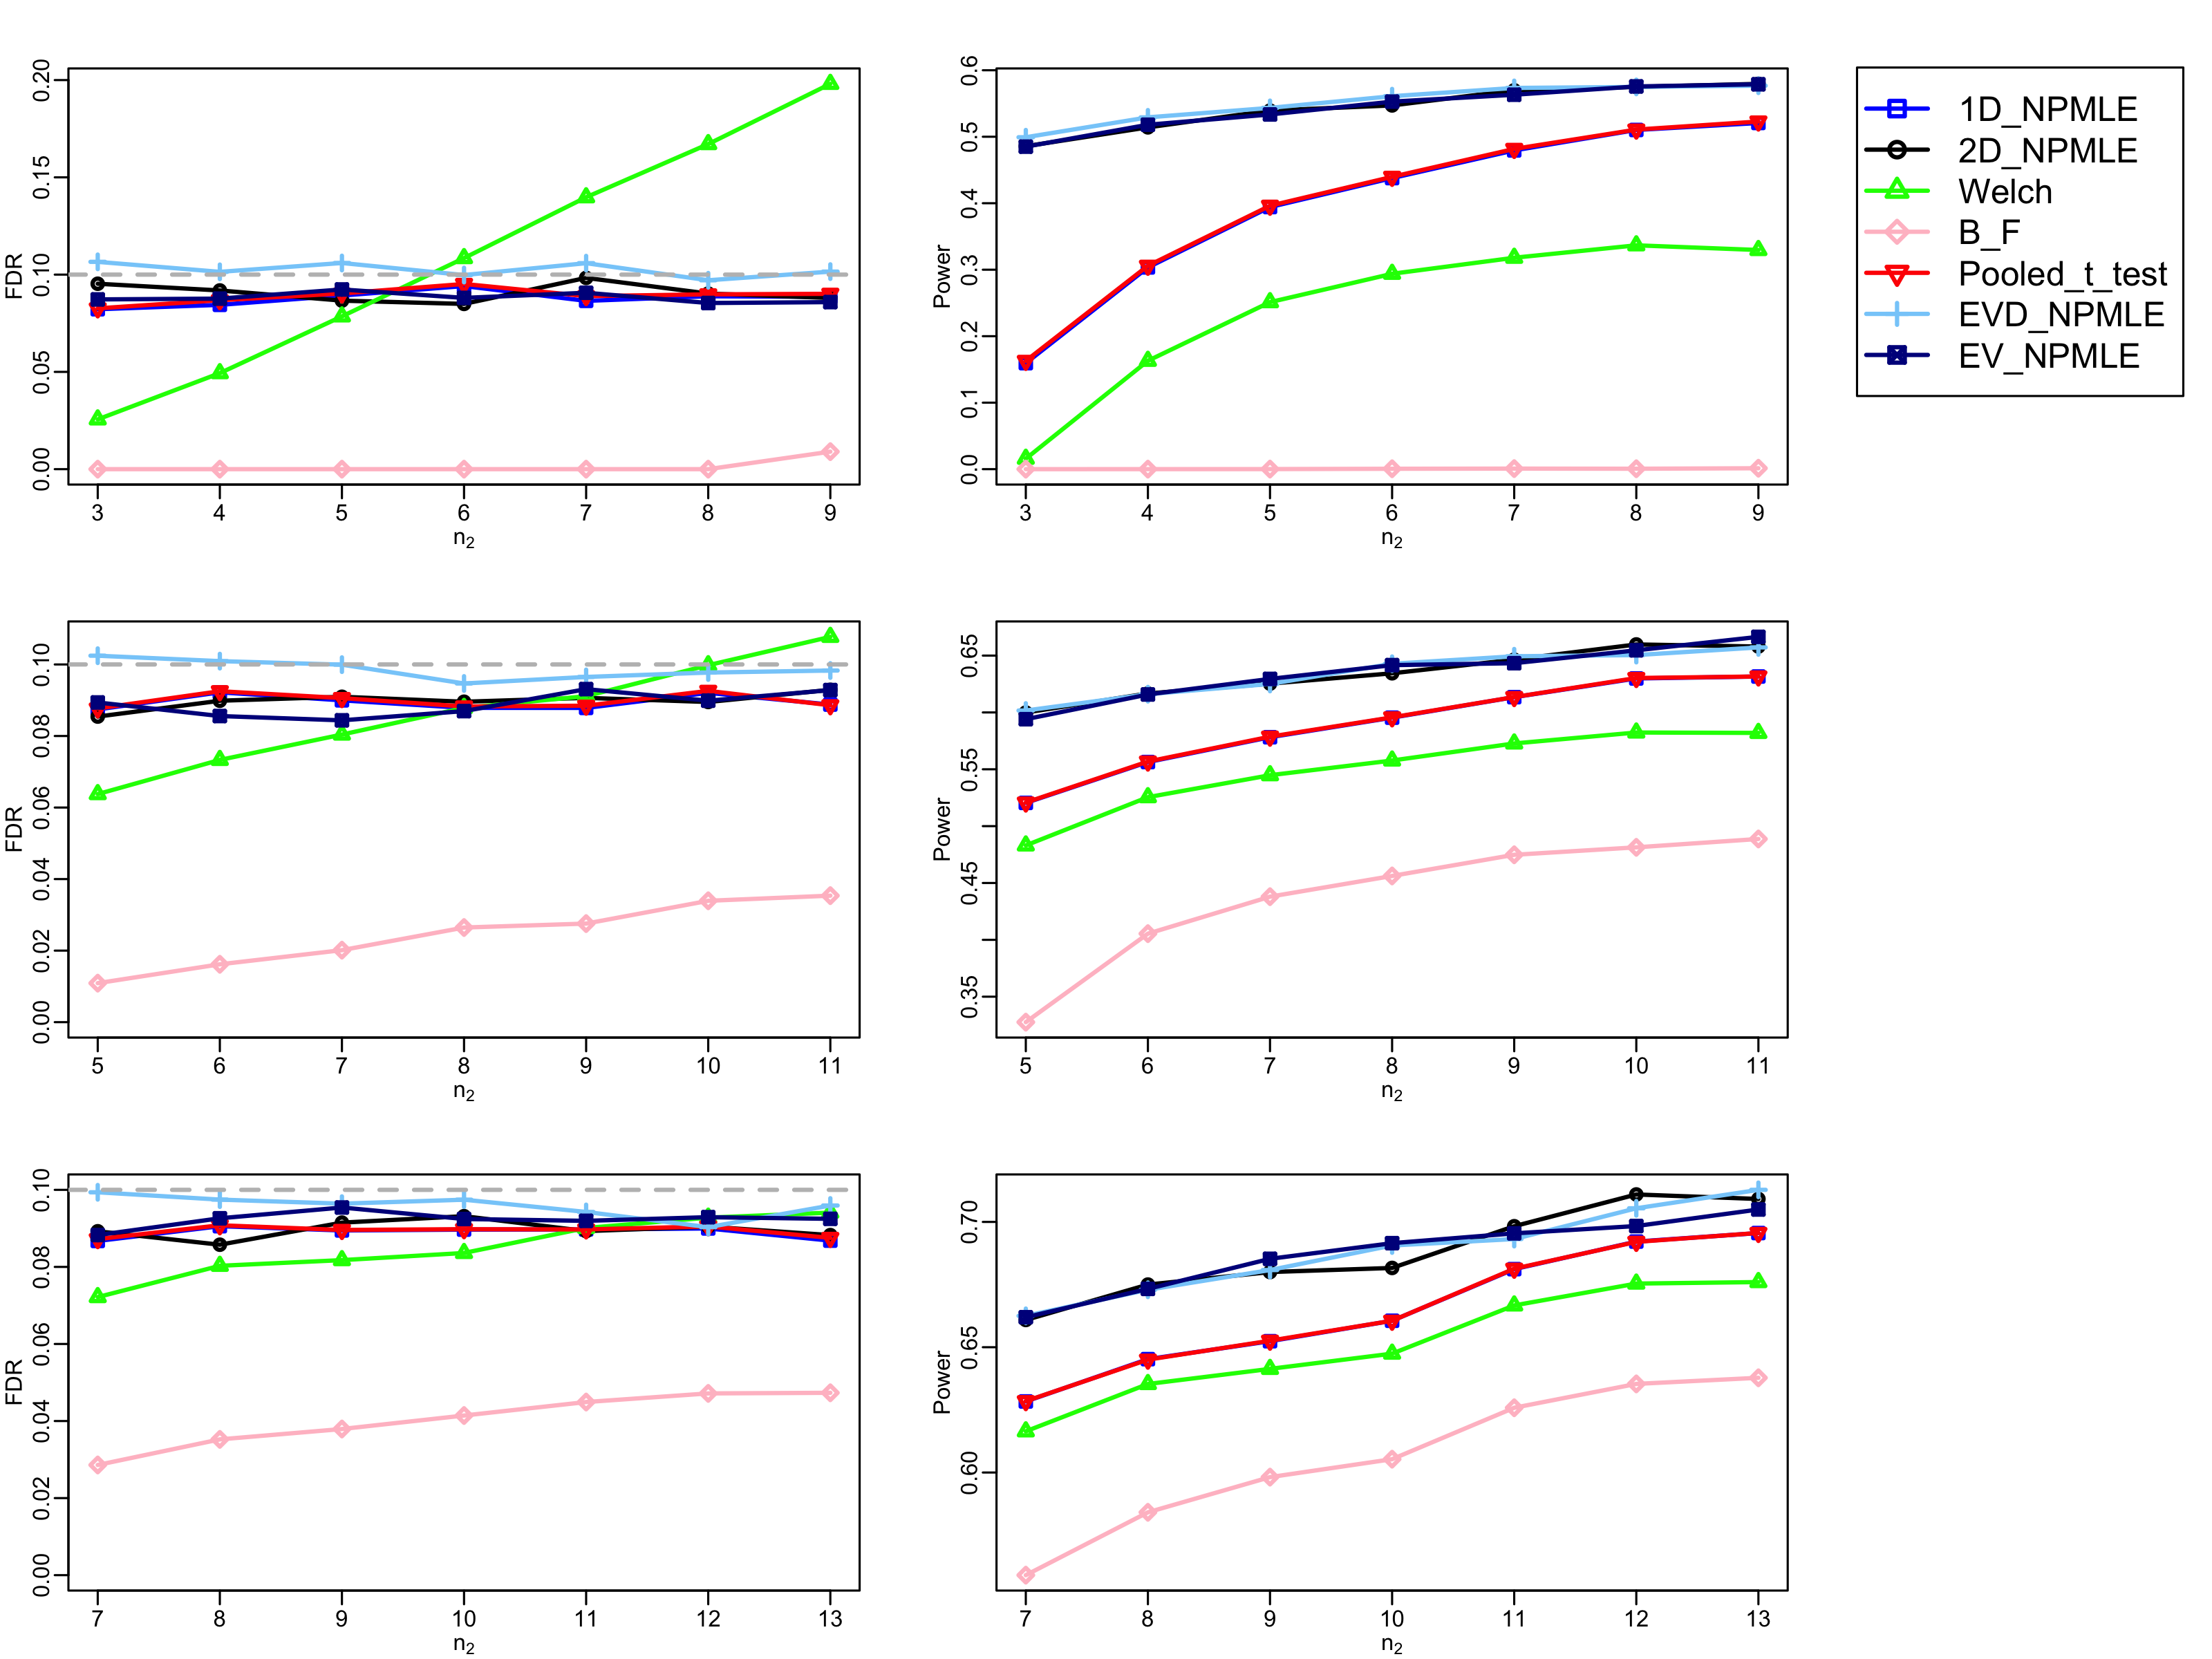 FDR
0.00 0.05 0.10 0.15 0.20
3 4 5 6 7 8 9
n₂
Power
0.0 0.1 0.2 0.3 0.4 0.5 0.6
3 4 5 6 7 8 9
n₂
1D_NPMLE
2D_NPMLE
Welch
B_F
Pooled_t_test
EVD_NPMLE
EV_NPMLE
FDR
0.00 0.02 0.04 0.06 0.08 0.10
5 6 7 8 9 10 11
n₂
Power
0.35 0.45 0.55 0.65
5 6 7 8 9 10 11
n₂
FDR
0.00 0.02 0.04 0.06 0.08 0.10
7 8 9 10 11 12 13
n₂
Power
0.60 0.65 0.70
7 8 9 10 11 12 13
n₂